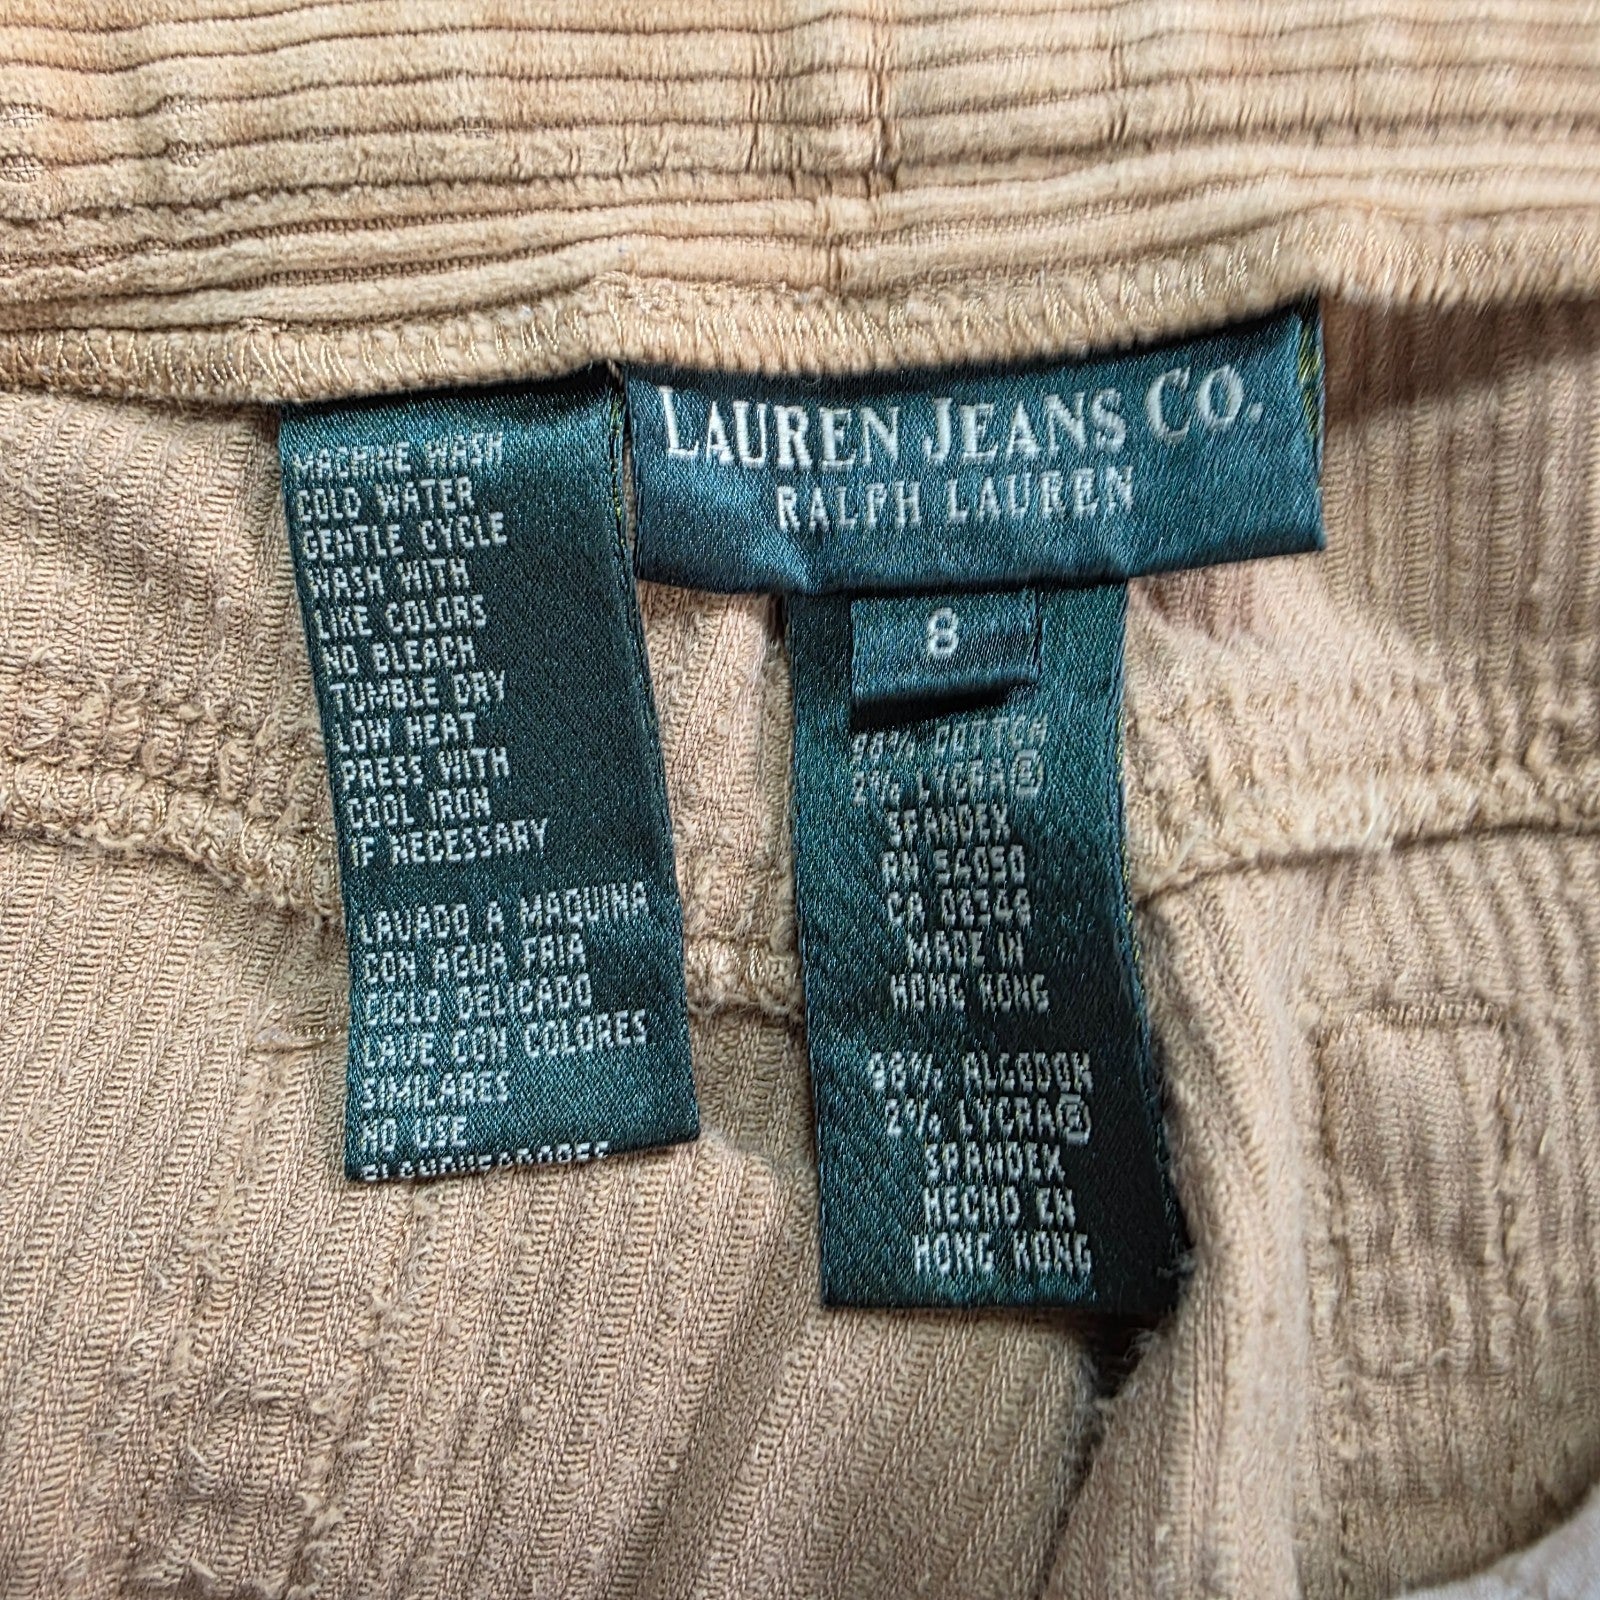 MACHINE WASH
COLD WATER
GENTLE CYCLE
WASH WITH
LIKE COLORS
NO BLEACH
TUMBLE DRY
LOW HEAT
PRESS WITH
COOL IRON
IF NECESSARY
LAVADO A MAQUINA
CON AGUA FRIA
CICLO DELICADO
LAVE CON COLORES
SIMILARES
NO USE
LAUREN JEANS CO.
RALPH LAUREN
8
98% COTTON
2% LYCRA®
SPANDEX
RN 54050
CA
MADE IN
HONG KONG
98% ALGODON
2% LYCRA®
SPANDEX
HECHO EN
HONG KONG